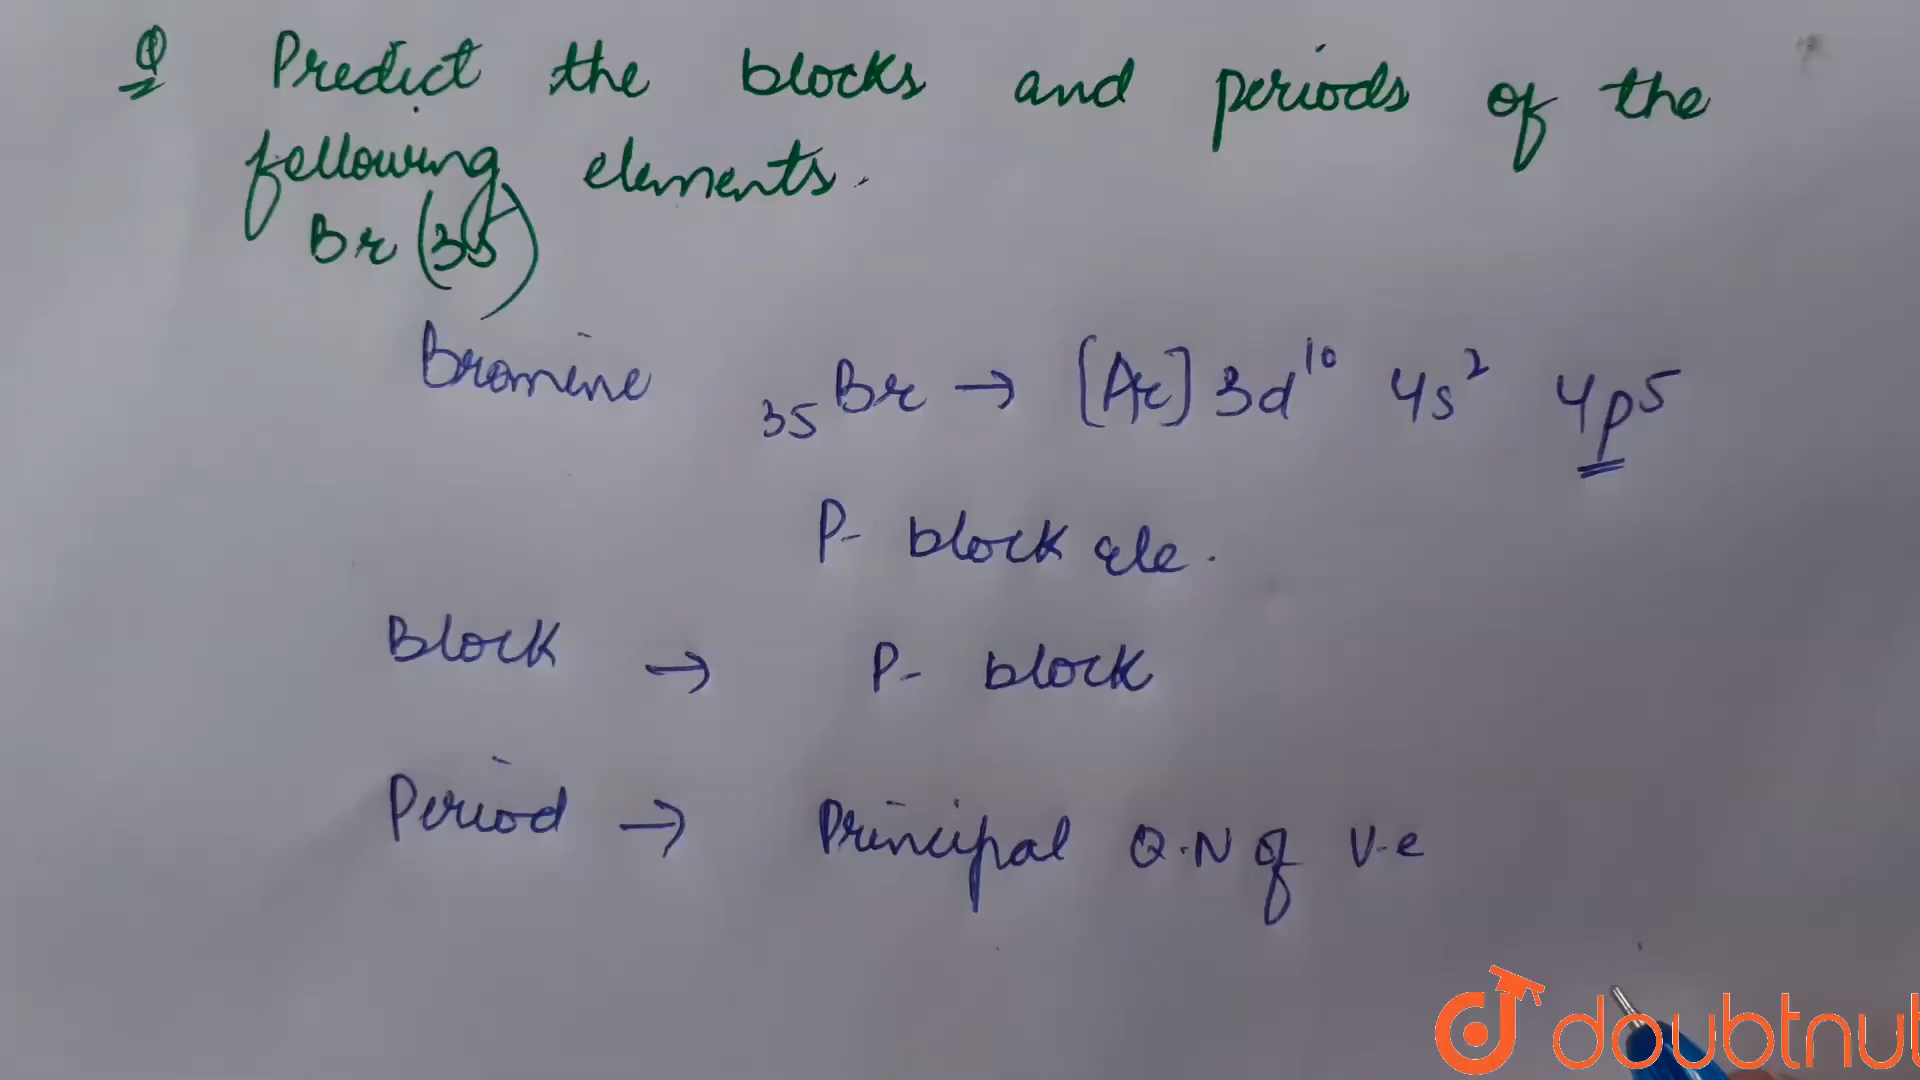 Q Predict the blocks and periods of the
following elements.
Br (35)
Bromine ₃₅Br → [Ar] 3d¹⁰ 4s² 4p⁵
P- block ele.
Block → P- block
Period → Principal Q.N of V.e
doubtnut